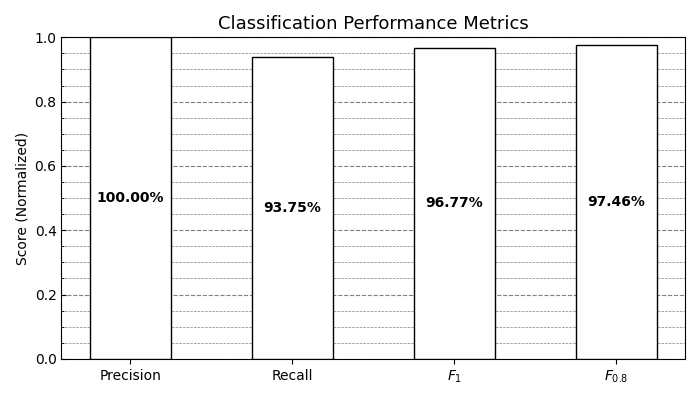 Classification Performance Metrics
Score (Normalized)
1.0
0.8
0.6
0.4
0.2
0.0
100.00%
93.75%
96.77%
97.46%
Precision
Recall
F₁
F₀.₈